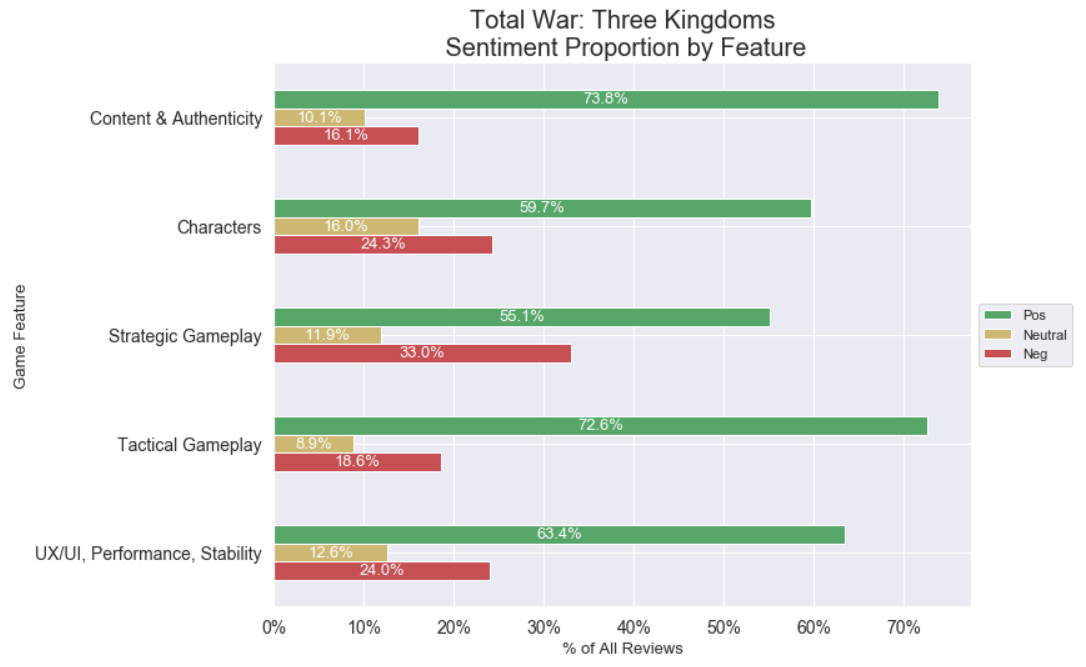 Total War: Three Kingdoms
Sentiment Proportion by Feature
Game Feature
Content & Authenticity
73.8%
10.1%
16.1%
Characters
59.7%
16.0%
24.3%
Strategic Gameplay
55.1%
11.9%
33.0%
Tactical Gameplay
72.6%
8.9%
18.6%
UX/UI, Performance, Stability
63.4%
12.6%
24.0%
Pos
Neutral
Neg
0% 10% 20% 30% 40% 50% 60% 70%
% of All Reviews